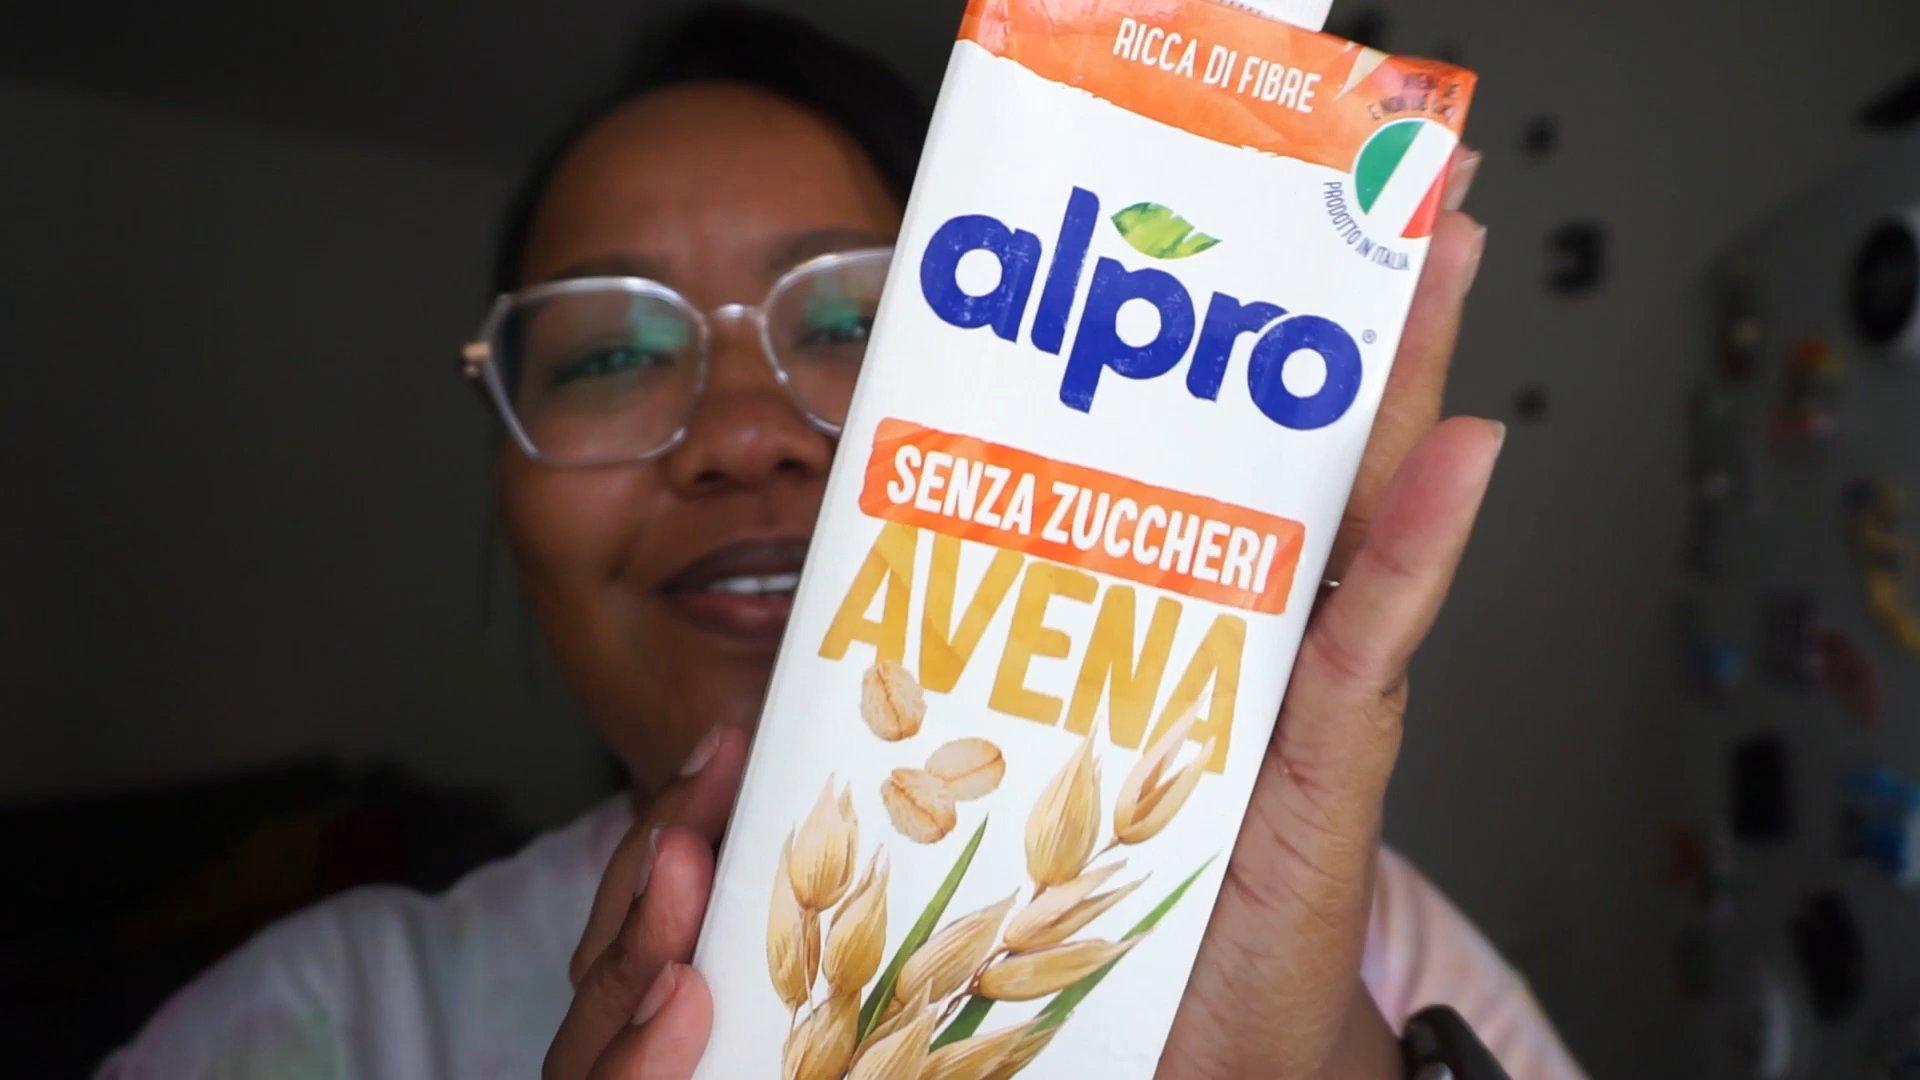 RICCA DI FIBRE
PRODOTTO IN ITALIA
alpro®
SENZA ZUCCHERI
AVENA